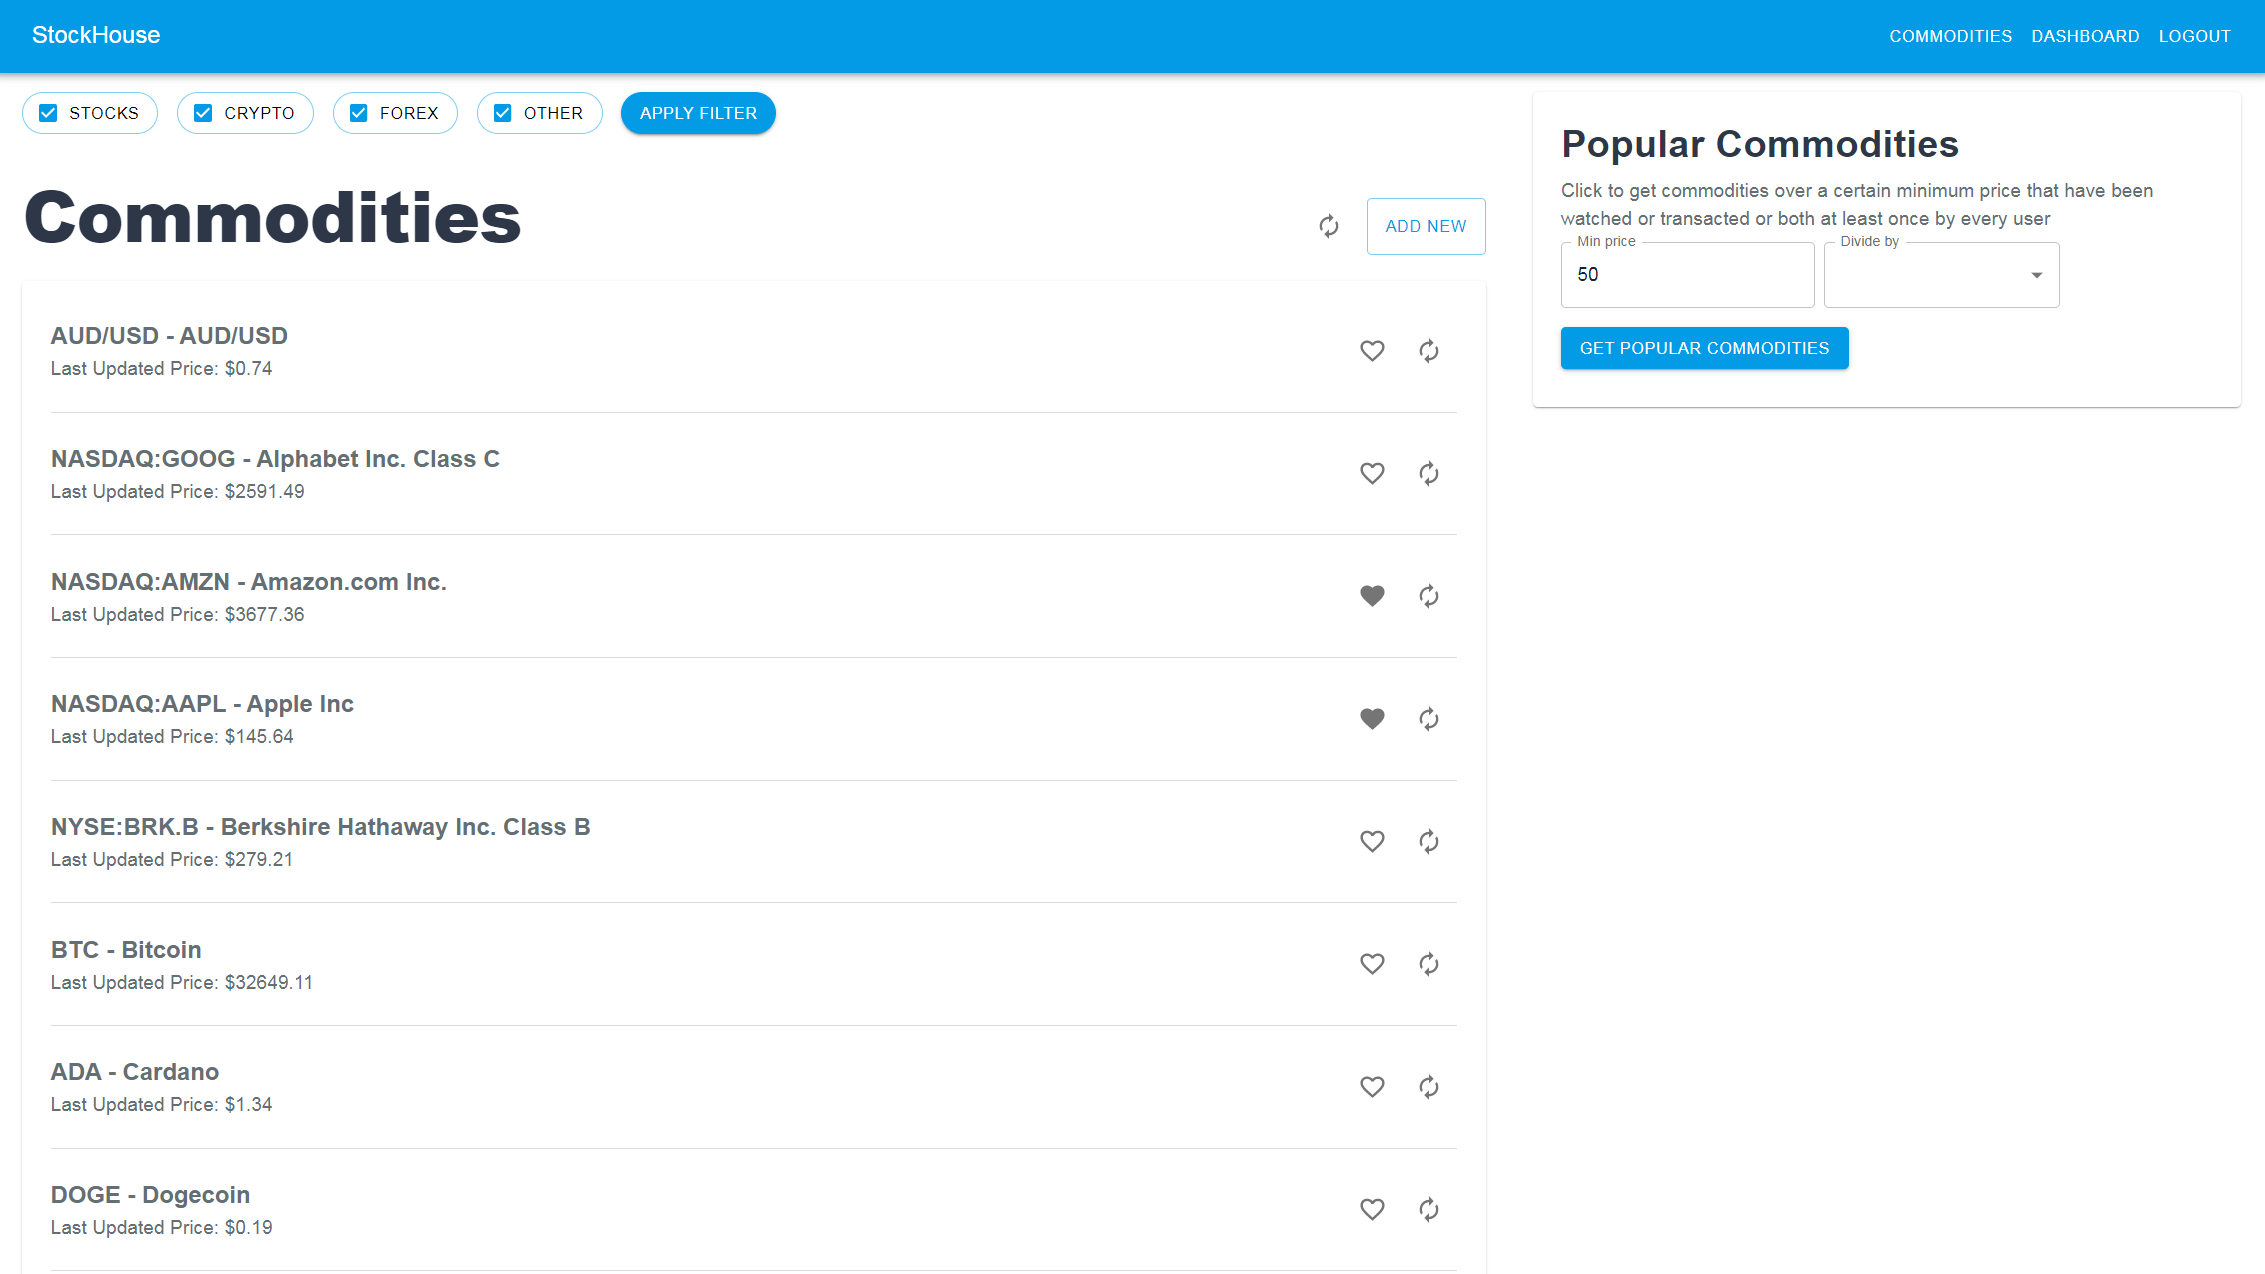 StockHouse
COMMODITIES DASHBOARD LOGOUT
STOCKS CRYPTO FOREX OTHER APPLY FILTER
Commodities
ADD NEW
AUD/USD - AUD/USD
Last Updated Price: $0.74
NASDAQ:GOOG - Alphabet Inc. Class C
Last Updated Price: $2591.49
NASDAQ:AMZN - Amazon.com Inc.
Last Updated Price: $3677.36
NASDAQ:AAPL - Apple Inc
Last Updated Price: $145.64
NYSE:BRK.B - Berkshire Hathaway Inc. Class B
Last Updated Price: $279.21
BTC - Bitcoin
Last Updated Price: $32649.11
ADA - Cardano
Last Updated Price: $1.34
DOGE - Dogecoin
Last Updated Price: $0.19
Popular Commodities
Click to get commodities over a certain minimum price that have been
watched or transacted or both at least once by every user
Min price
50
Divide by
GET POPULAR COMMODITIES